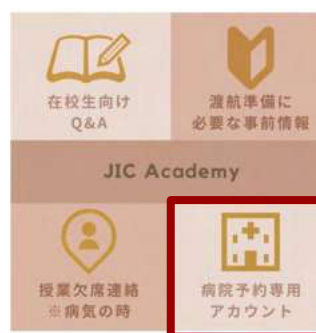 在校生向け
Q&A
渡航準備に
必要な事前情報
JIC Academy
授業欠席連絡
※病気の時
病院予約専用
アカウント